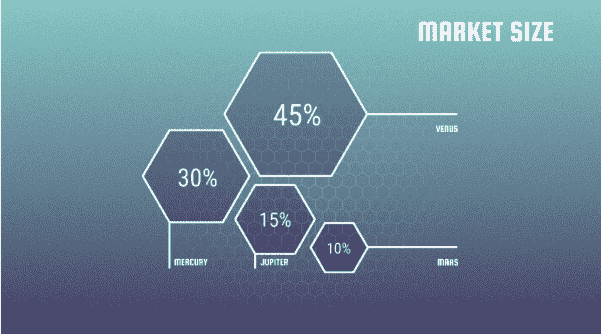 MARKET SIZE
45%
VENUS
30%
15%
10%
MERCURY
JUPITER
MARS